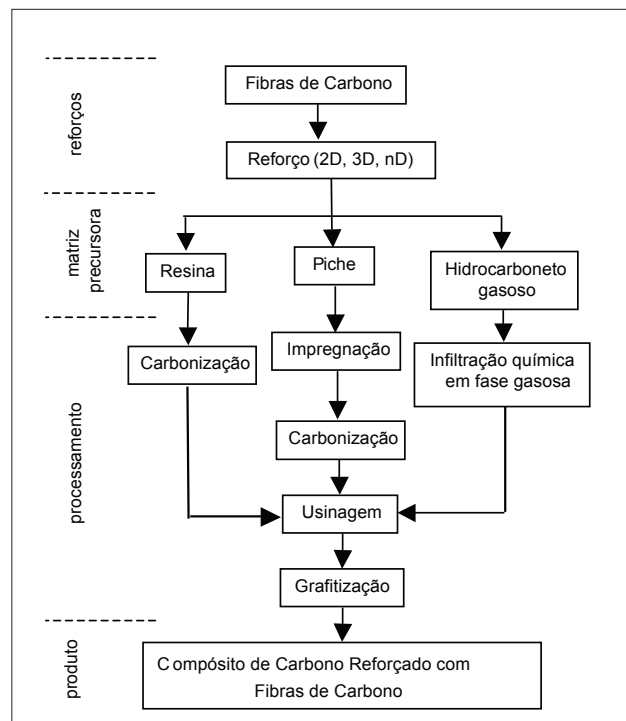 reforços
Fibras de Carbono
Reforço (2D, 3D, nD)
matriz
precursora
Resina
Piche
Hidrocarboneto
gasoso
processamento
Carbonização
Impregnação
Infiltração química
em fase gasosa
Carbonização
Usinagem
Grafitização
produto
Compósito de Carbono Reforçado com
Fibras de Carbono